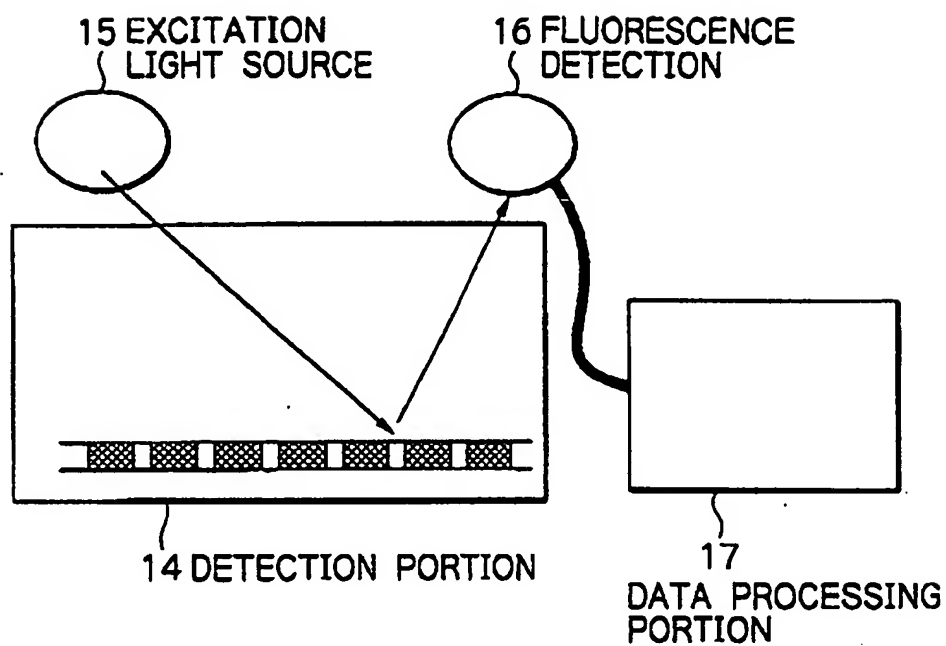 15 EXCITATION
LIGHT SOURCE
16 FLUORESCENCE
DETECTION
14 DETECTION PORTION
17
DATA PROCESSING
PORTION